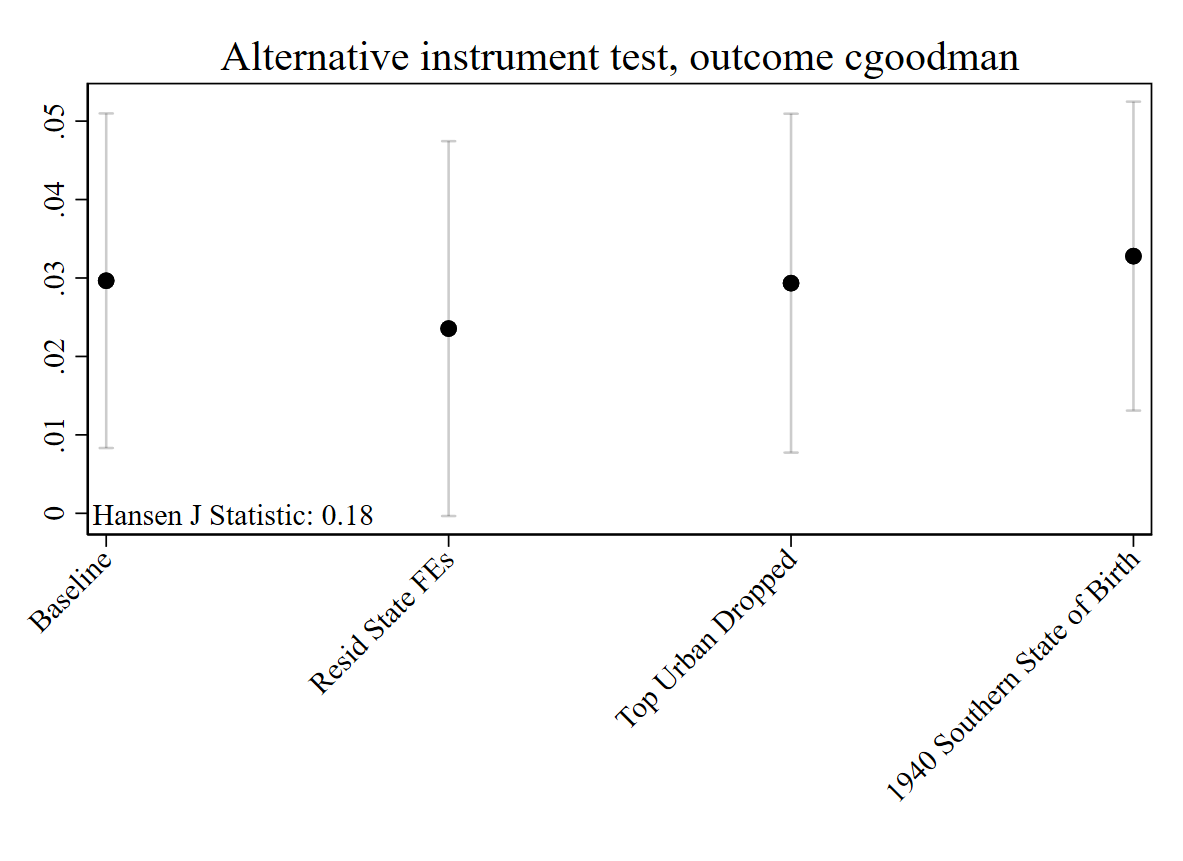 Alternative instrument test, outcome cgoodman
.05
.04
.03
.02
.01
0
Hansen J Statistic: 0.18
Baseline
Resid State FEs
Top Urban Dropped
1940 Southern State of Birth